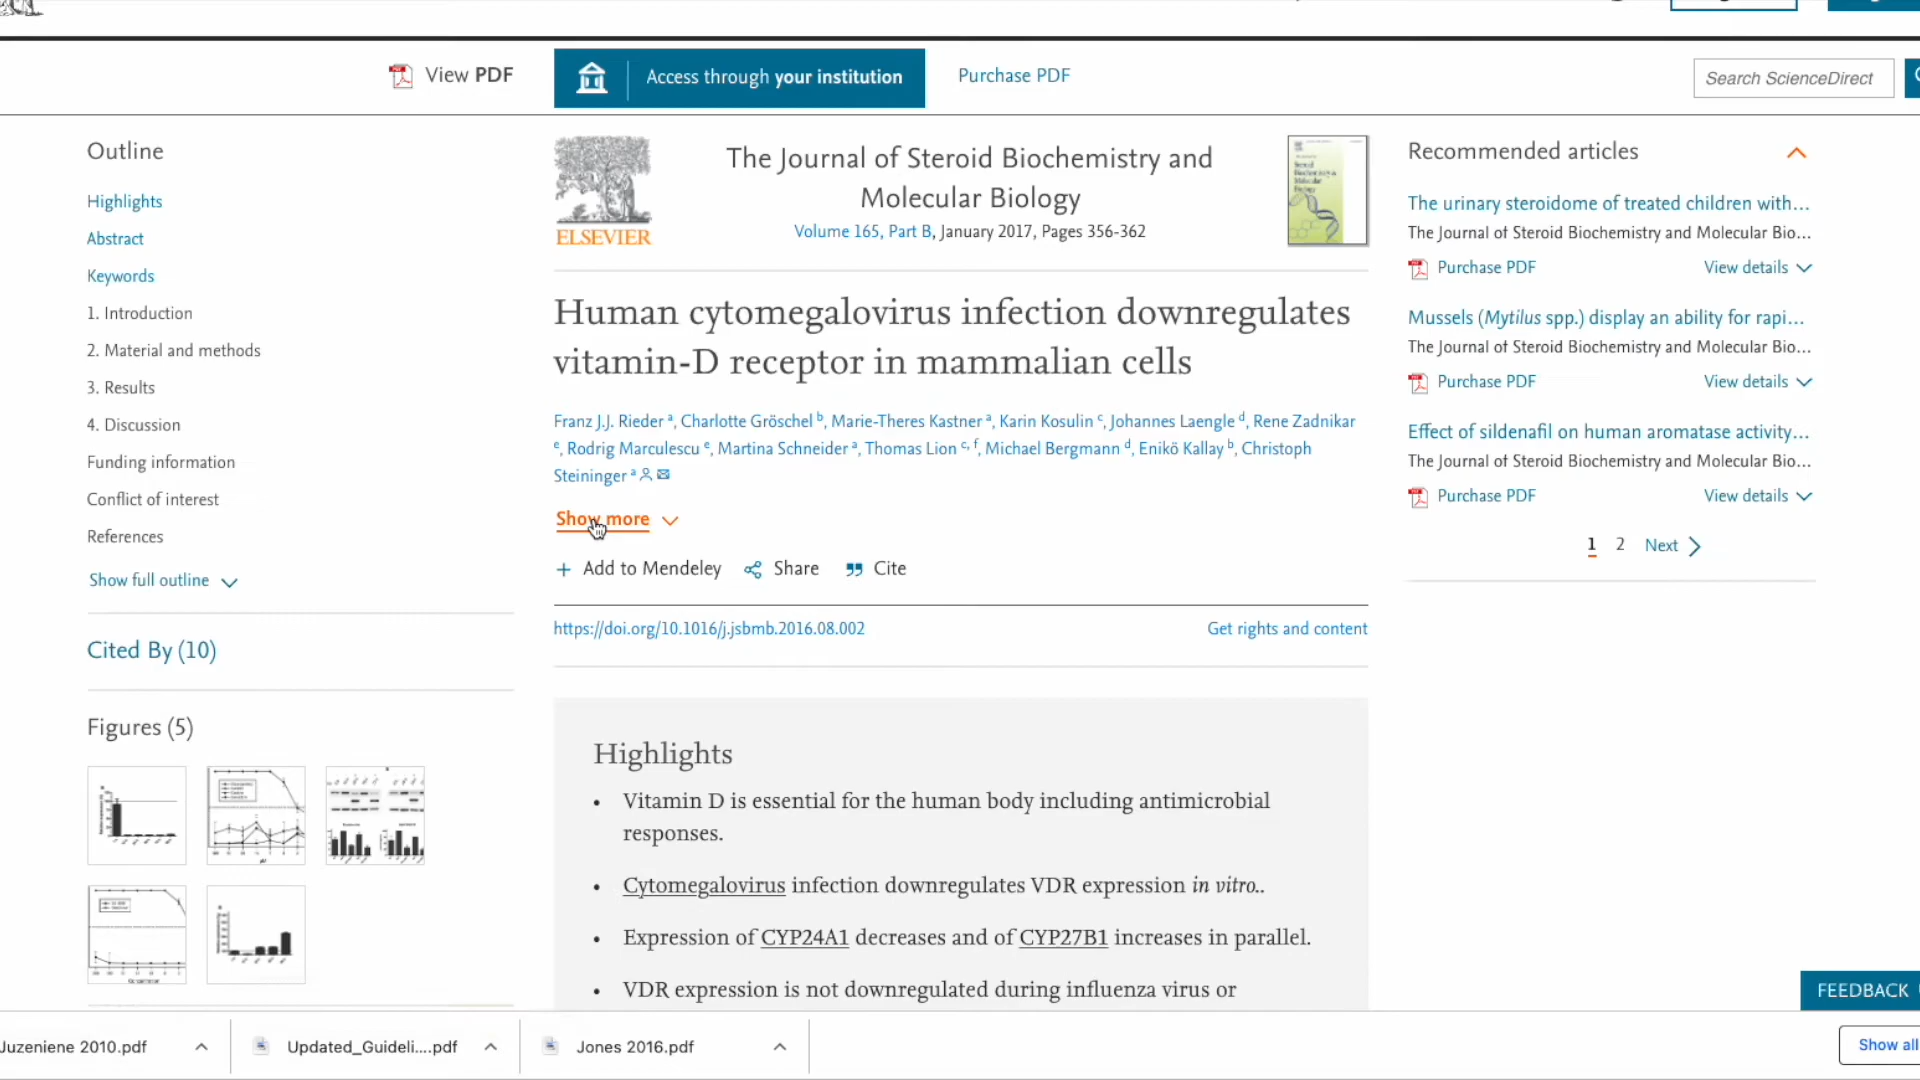 View PDF
Access through your institution
Purchase PDF
Search ScienceDirect
Outline
Highlights
Abstract
Keywords
1. Introduction
2. Material and methods
3. Results
4. Discussion
Funding information
Conflict of interest
References
Show full outline
Cited By (10)
Figures (5)
ELSEVIER
The Journal of Steroid Biochemistry and
Molecular Biology
Volume 165, Part B, January 2017, Pages 356-362
Human cytomegalovirus infection downregulates
vitamin-D receptor in mammalian cells
Franz J.J. Rieder a, Charlotte Gröschel b, Marie-Theres Kastner a, Karin Kosulin c, Johannes Laengle d, Rene Zadnikar
e, Rodrig Marculescu e, Martina Schneider a, Thomas Lion c, f, Michael Bergmann d, Enikö Kallay b, Christoph
Steininger a
Show more
Add to Mendeley
Share
Cite
https://doi.org/10.1016/j.jsbmb.2016.08.002
Get rights and content
Highlights
• Vitamin D is essential for the human body including antimicrobial
responses.
• Cytomegalovirus infection downregulates VDR expression in vitro..
• Expression of CYP24A1 decreases and of CYP27B1 increases in parallel.
• VDR expression is not downregulated during influenza virus or
Recommended articles
The urinary steroidome of treated children with...
The Journal of Steroid Biochemistry and Molecular Bio...
Purchase PDF
View details
Mussels (Mytilus spp.) display an ability for rapi...
The Journal of Steroid Biochemistry and Molecular Bio...
Purchase PDF
View details
Effect of sildenafil on human aromatase activity...
The Journal of Steroid Biochemistry and Molecular Bio...
Purchase PDF
View details
1 2 Next
FEEDBACK
Juzeniene 2010.pdf
Updated_Guideli....pdf
Jones 2016.pdf
Show all